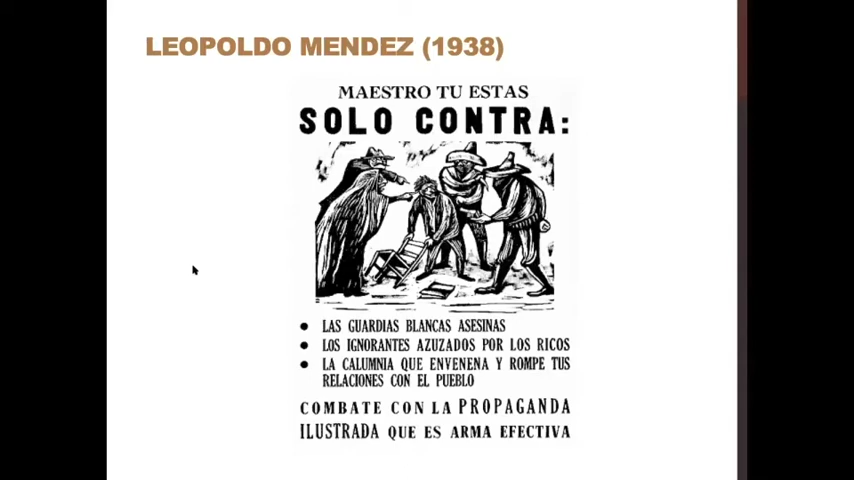 LEOPOLDO MENDEZ (1938)
MAESTRO TU ESTAS
SOLO CONTRA:
LAS GUARDIAS BLANCAS ASESINAS
LOS IGNORANTES AZUZADOS POR LOS RICOS
LA CALUMNIA QUE ENVENENA Y ROMPE TUS
RELACIONES CON EL PUEBLO
COMBATE CON LA PROPAGANDA
ILUSTRADA QUE ES ARMA EFECTIVA